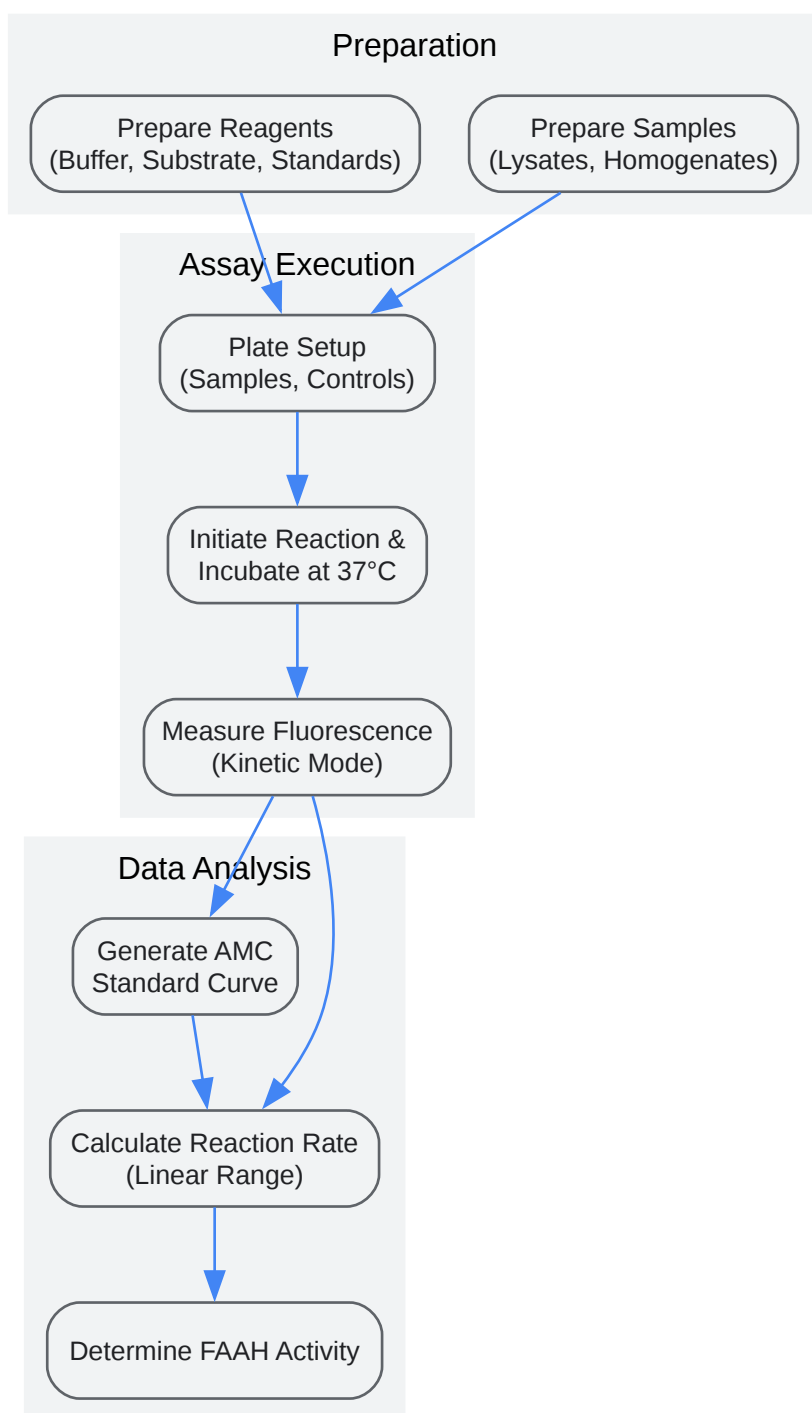 Preparation
Prepare Reagents
(Buffer, Substrate, Standards)
Prepare Samples
(Lysates, Homogenates)
Assay Execution
Plate Setup
(Samples, Controls)
Initiate Reaction &
Incubate at 37°C
Measure Fluorescence
(Kinetic Mode)
Data Analysis
Generate AMC
Standard Curve
Calculate Reaction Rate
(Linear Range)
Determine FAAH Activity